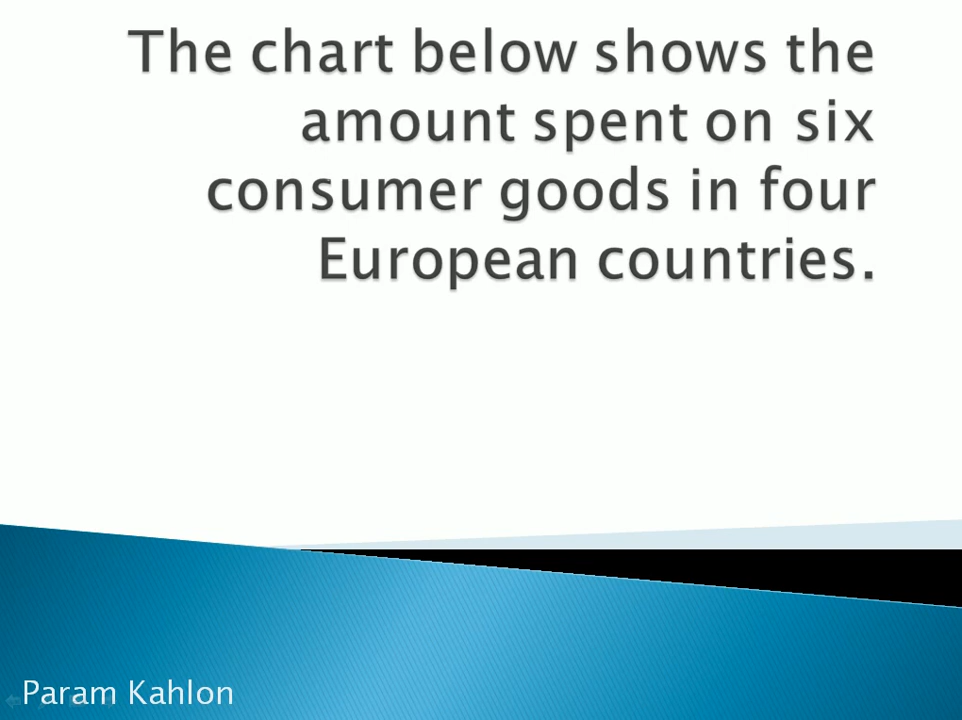 The chart below shows the
amount spent on six
consumer goods in four
European countries.
Param Kahlon